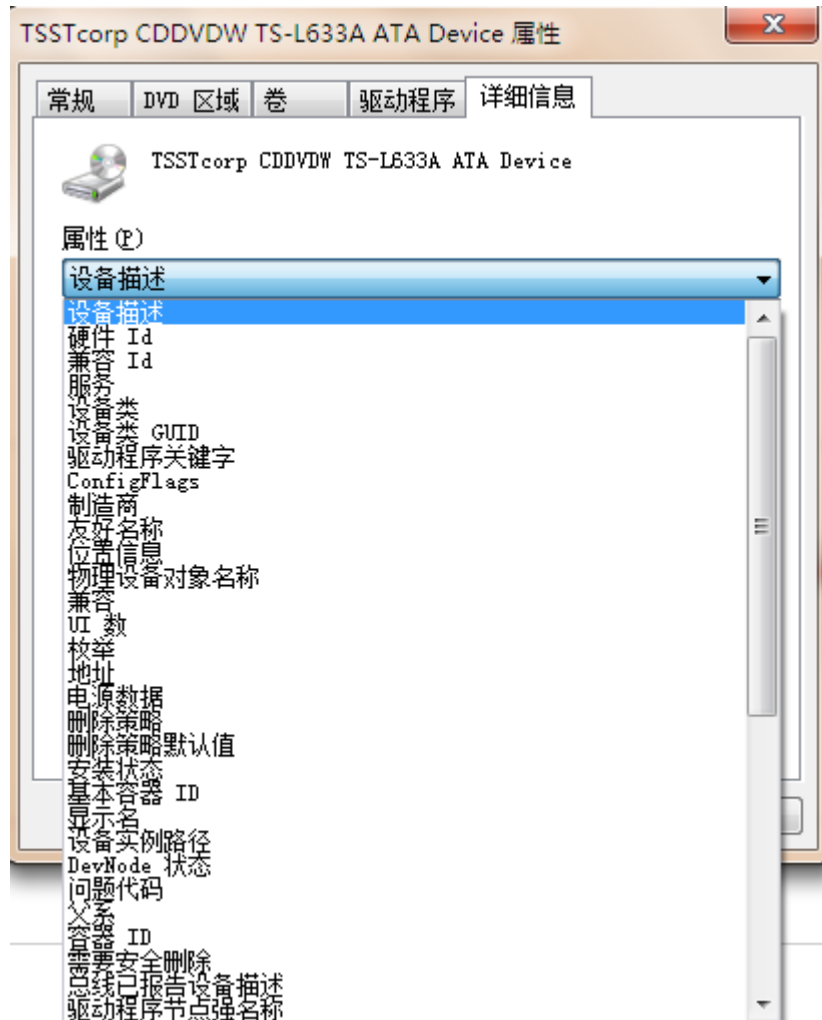 TSSTcorp CDDVDW TS-L633A ATA Device 属性
常规 DVD 区域 卷 驱动程序 详细信息
TSSTcorp CDDVDW TS-L633A ATA Device
属性(P)
设备描述
设备描述
硬件 Id
兼容 Id
服务
设备类
设备类 GUID
驱动程序关键字
ConfigFlags
制造商
友好名称
位置信息
物理设备对象名称
兼容
UI 数
枚举
地址
电源数据
删除策略
删除策略默认值
安装状态
基本容器 ID
显示名
设备实例路径
DevNode 状态
问题代码
父系
容器 ID
需要安全删除
总线已报告设备描述
驱动程序节点强名称